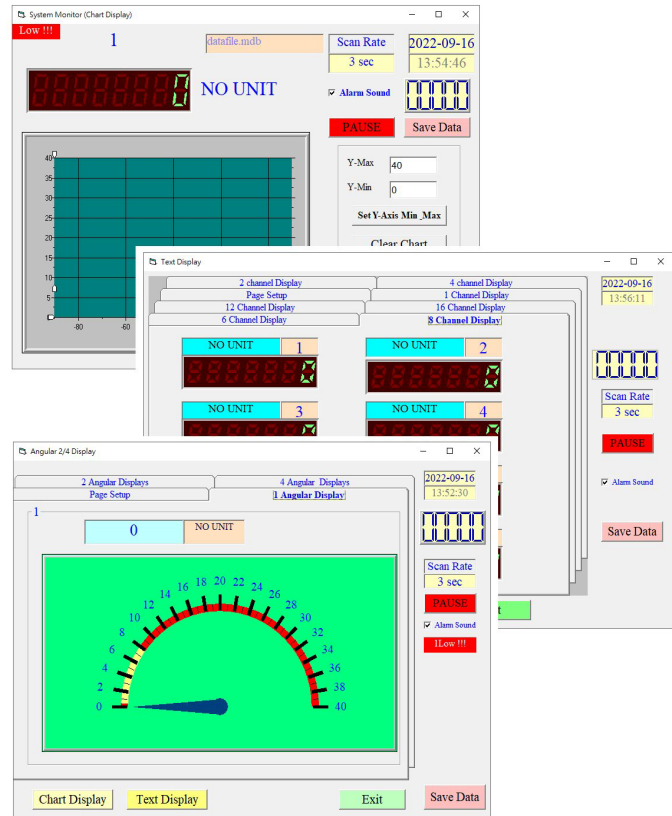 System Monitor (Chart Display)
Low !!!
1
datafile.mdb
Scan Rate
2022-09-16
3 sec
13:54:46
0
NO UNIT
Alarm Sound
00000
PAUSE
Save Data
40
35
30
25
20
15
10
5
0
-80
-60
Y-Max
40
Y-Min
0
Set Y-Axis Min_Max
Clear Chart
Text Display
2 channel Display
4 channel Display
Page Setup
1 Channel Display
12 Channel Display
16 Channel Display
6 Channel Display
8 Channel Display
2022-09-16
13:56:11
NO UNIT
1
NO UNIT
2
0
0
NO UNIT
3
NO UNIT
4
00000
Scan Rate
3 sec
PAUSE
Alarm Sound
Save Data
Angular 2/4 Display
2 Angular Displays
4 Angular Displays
Page Setup
1 Angular Display
2022-09-16
13:52:30
1
0
NO UNIT
00000
Scan Rate
3 sec
PAUSE
Alarm Sound
1Low !!!
0
2
4
6
8
10
12
14
16
18
20
22
24
26
28
30
32
34
36
38
40
Chart Display
Text Display
Exit
Save Data